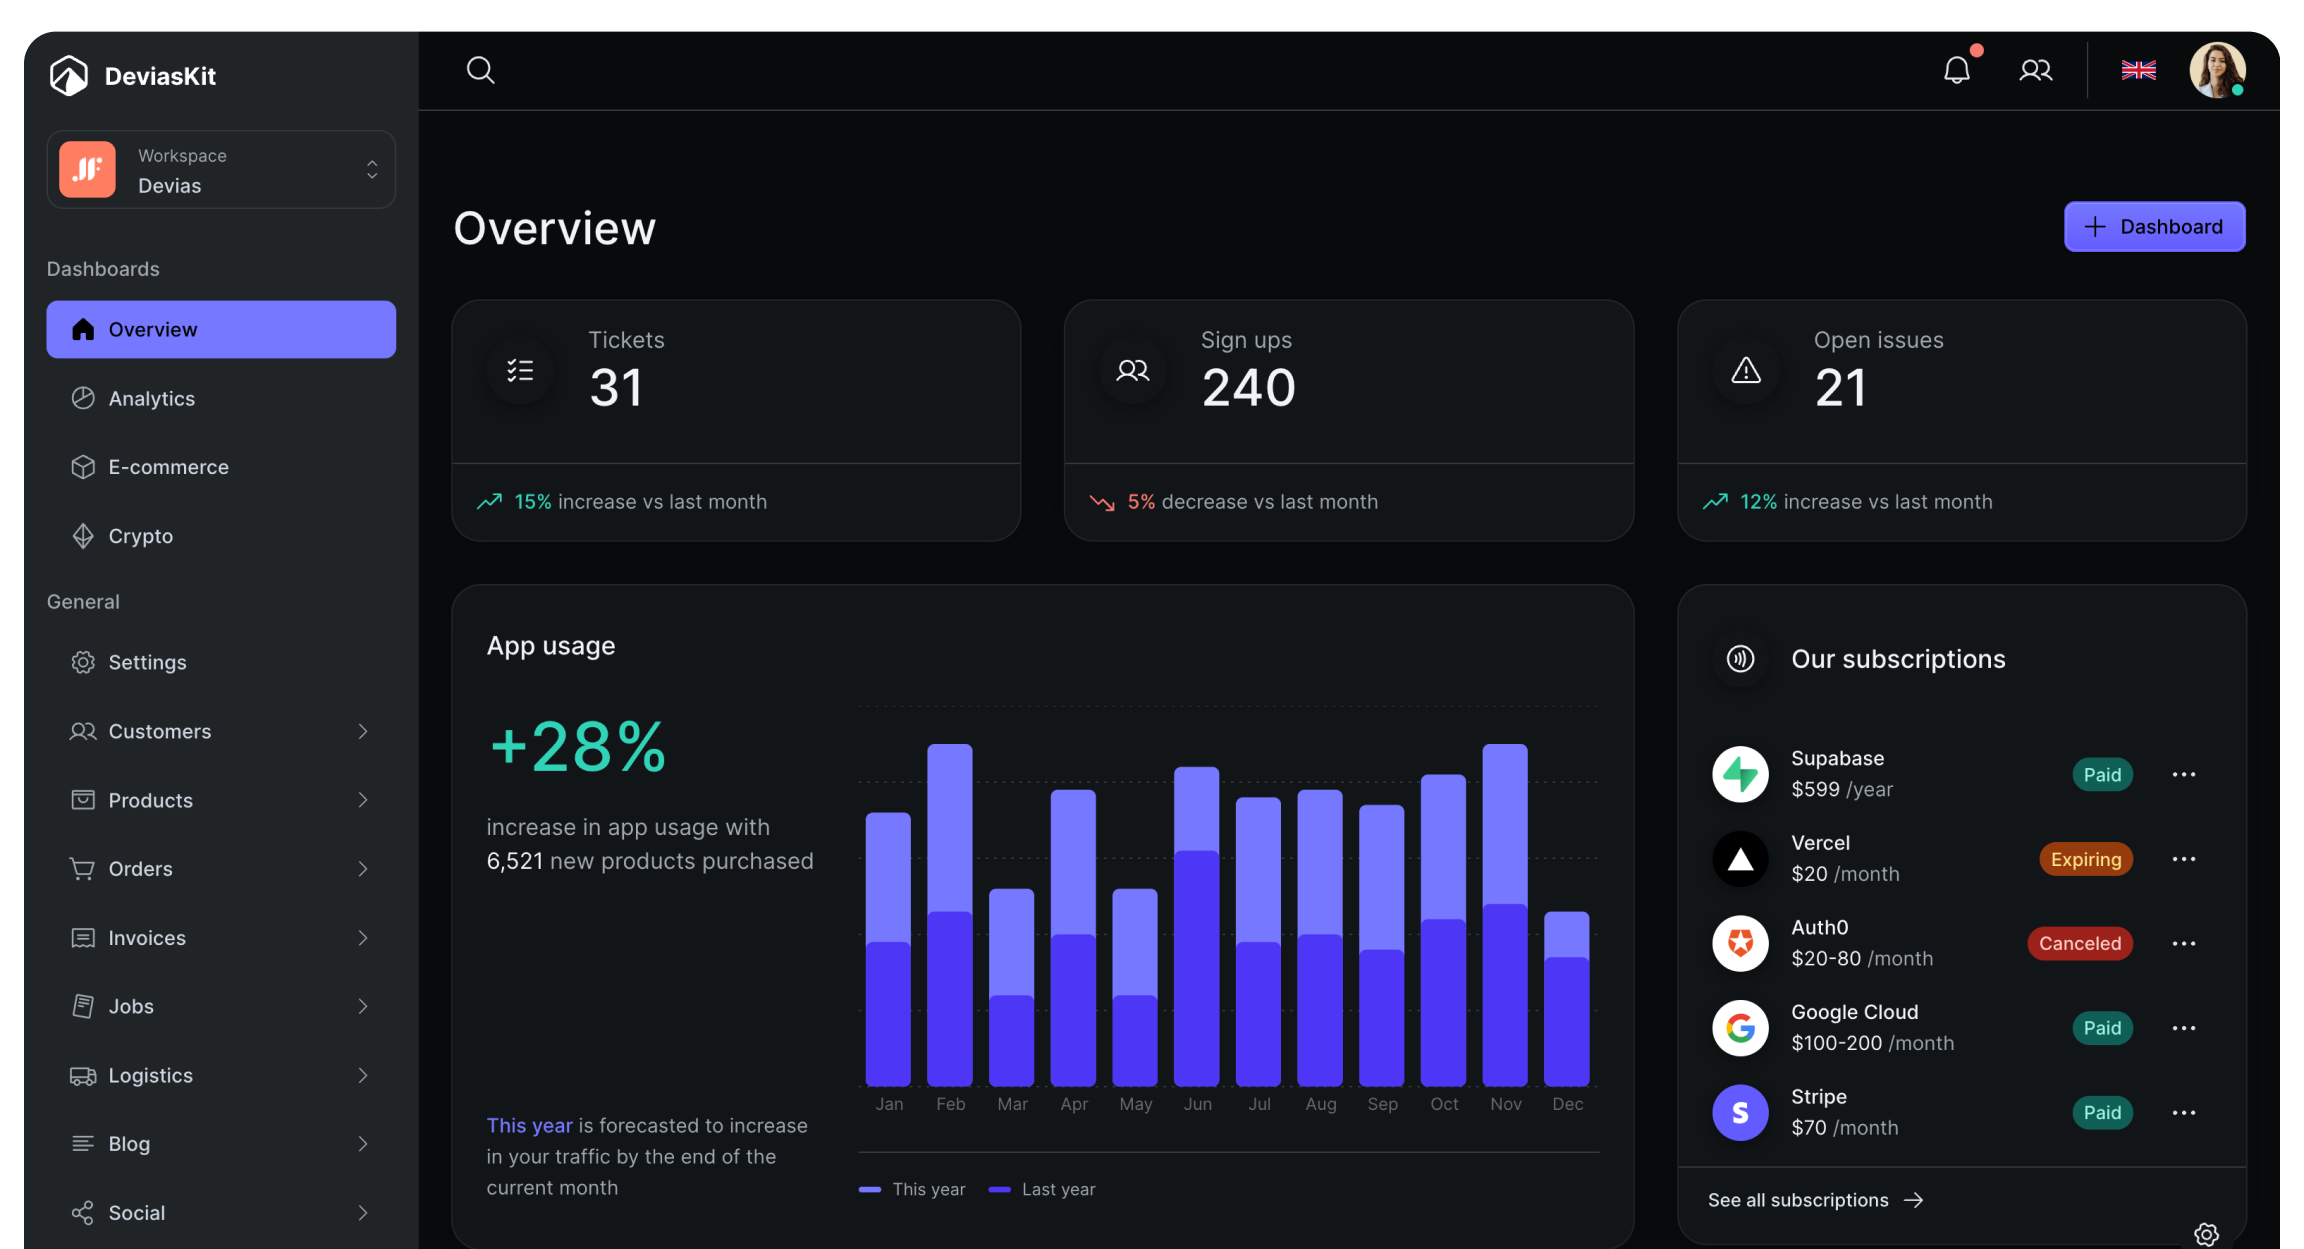 DeviasKit
Workspace
Devias
Dashboards
Overview
Analytics
E-commerce
Crypto
General
Settings
Customers
Products
Orders
Invoices
Jobs
Logistics
Blog
Social
Overview
Dashboard
Tickets
31
15% increase vs last month
Sign ups
240
5% decrease vs last month
Open issues
21
12% increase vs last month
App usage
+28%
increase in app usage with
6,521 new products purchased
This year is forecasted to increase
in your traffic by the end of the
current month
Jan Feb Mar Apr May Jun Jul Aug Sep Oct Nov Dec
This year Last year
Our subscriptions
Supabase
$599 /year
Paid
Vercel
$20 /month
Expiring
Auth0
$20-80 /month
Canceled
Google Cloud
$100-200 /month
Paid
Stripe
$70 /month
Paid
See all subscriptions